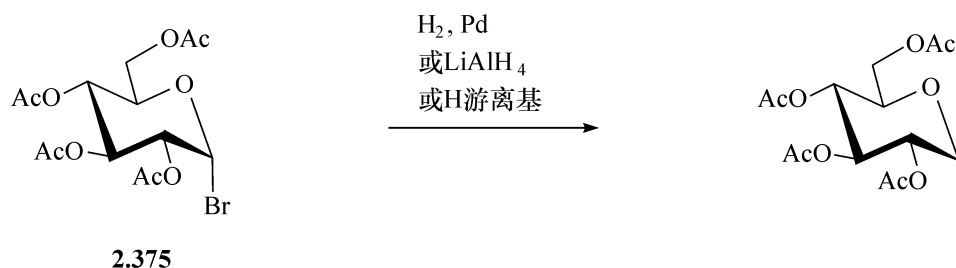 OAc
AcO
O
AcO
AcO
Br
2.375
H₂, Pd
或LiAlH₄
或H游离基
OAc
AcO
O
AcO
AcO